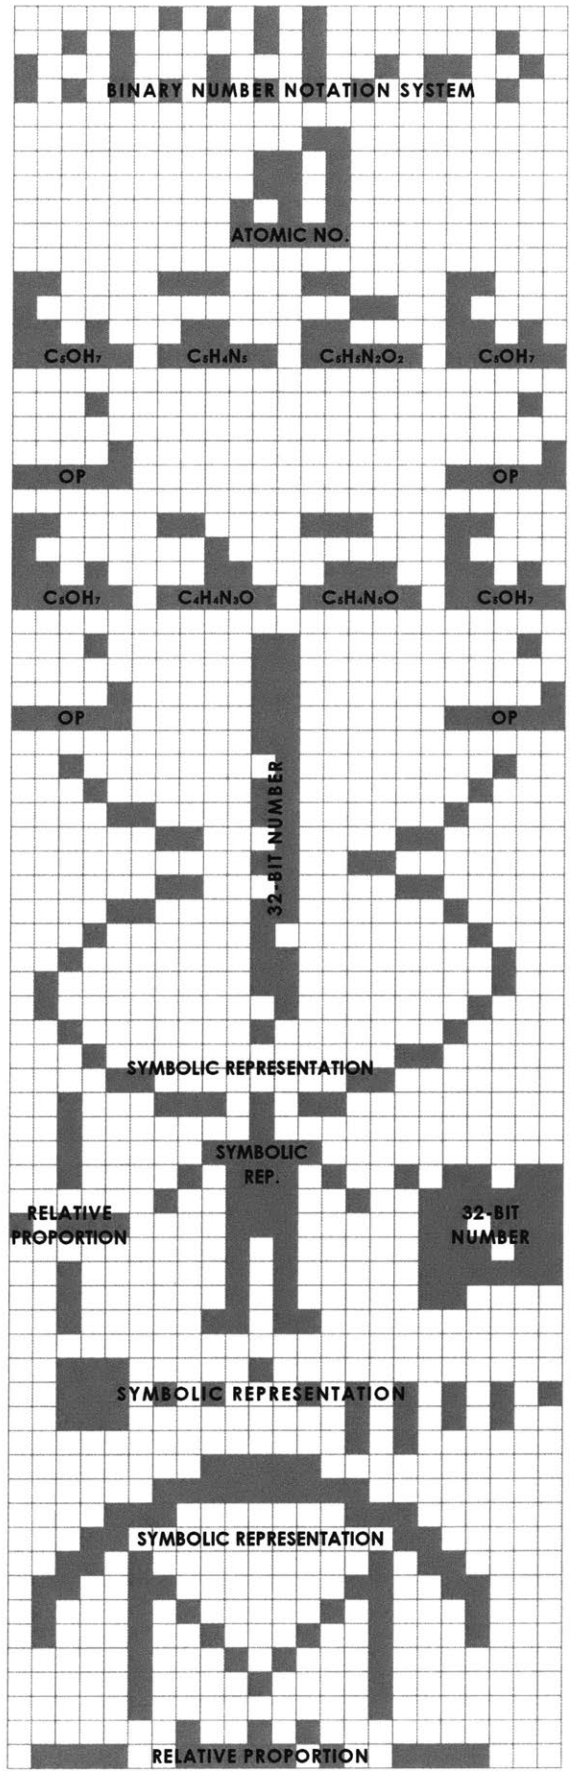 BINARY NUMBER NOTATION SYSTEM
ATOMIC NO.
C₅OH₇ C₅H₄N₅ C₅H₅N₂O₂ C₅OH₇
OP OP
C₅OH₇ C₄H₄N₃O C₅H₄N₅O C₅OH₇
OP OP
32-BIT NUMBER
SYMBOLIC REPRESENTATION
SYMBOLIC
REP.
RELATIVE
PROPORTION
32-BIT
NUMBER
SYMBOLIC REPRESENTATION
SYMBOLIC REPRESENTATION
RELATIVE PROPORTION